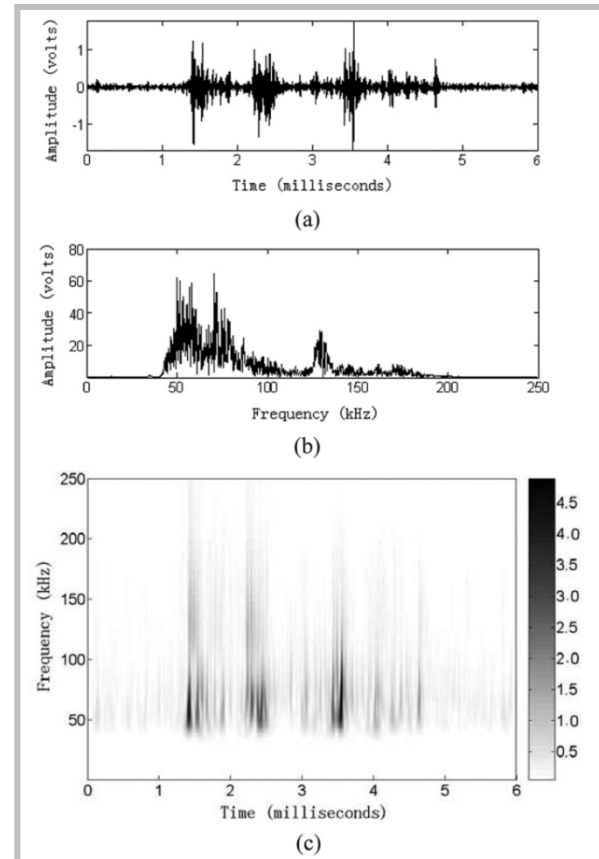 Amplitude (volts)
1
0
-1
0 1 2 3 4 5 6
Time (milliseconds)
(a)
Amplitude (volts)
80
60
40
20
0 50 100 150 200 250
Frequency (kHz)
(b)
Frequency (kHz)
250
200
150
100
50
0 1 2 3 4 5 6
Time (milliseconds)
4.5
4.0
3.5
3.0
2.5
2.0
1.5
1.0
0.5
(c)